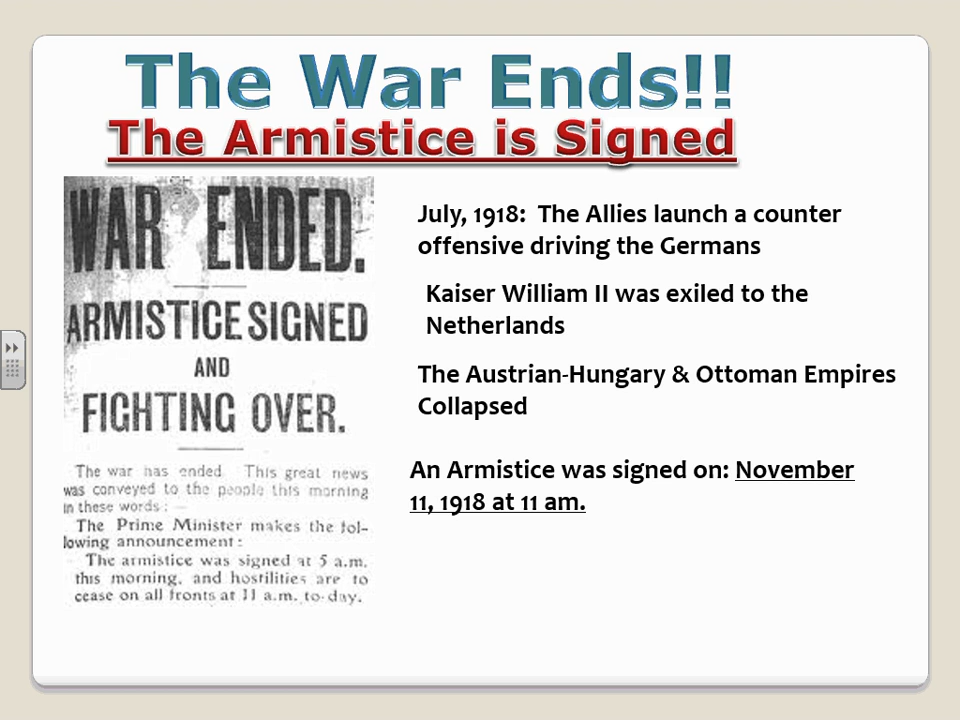 The War Ends!!
The Armistice is Signed
WAR ENDED.
ARMISTICE SIGNED
AND
FIGHTING OVER.
The war has ended. This great news
was conveyed to the people this morning
in these words :—
The Prime Minister makes the fol-
lowing announcement :
The armistice was signed at 5 a.m.
this morning, and hostilities are to
cease on all fronts at 11 a.m. to-day.
July, 1918:  The Allies launch a counter
offensive driving the Germans
Kaiser William II was exiled to the
Netherlands
The Austrian-Hungary & Ottoman Empires
Collapsed
An Armistice was signed on: November
11, 1918 at 11 am.